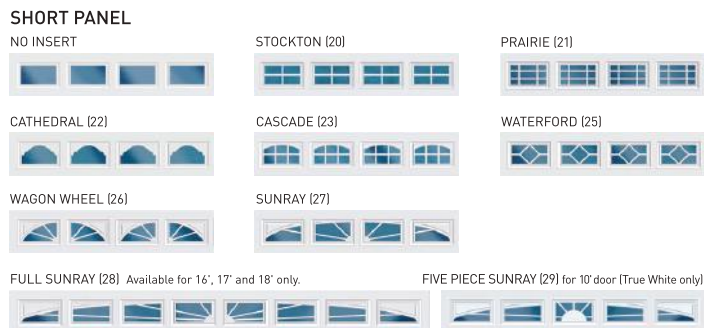 SHORT PANEL
NO INSERT
STOCKTON (20)
PRAIRIE (21)
CATHEDRAL (22)
CASCADE (23)
WATERFORD (25)
WAGON WHEEL (26)
SUNRAY (27)
FULL SUNRAY (28) Available for 16', 17' and 18' only.
FIVE PIECE SUNRAY (29) for 10' door (True White only)